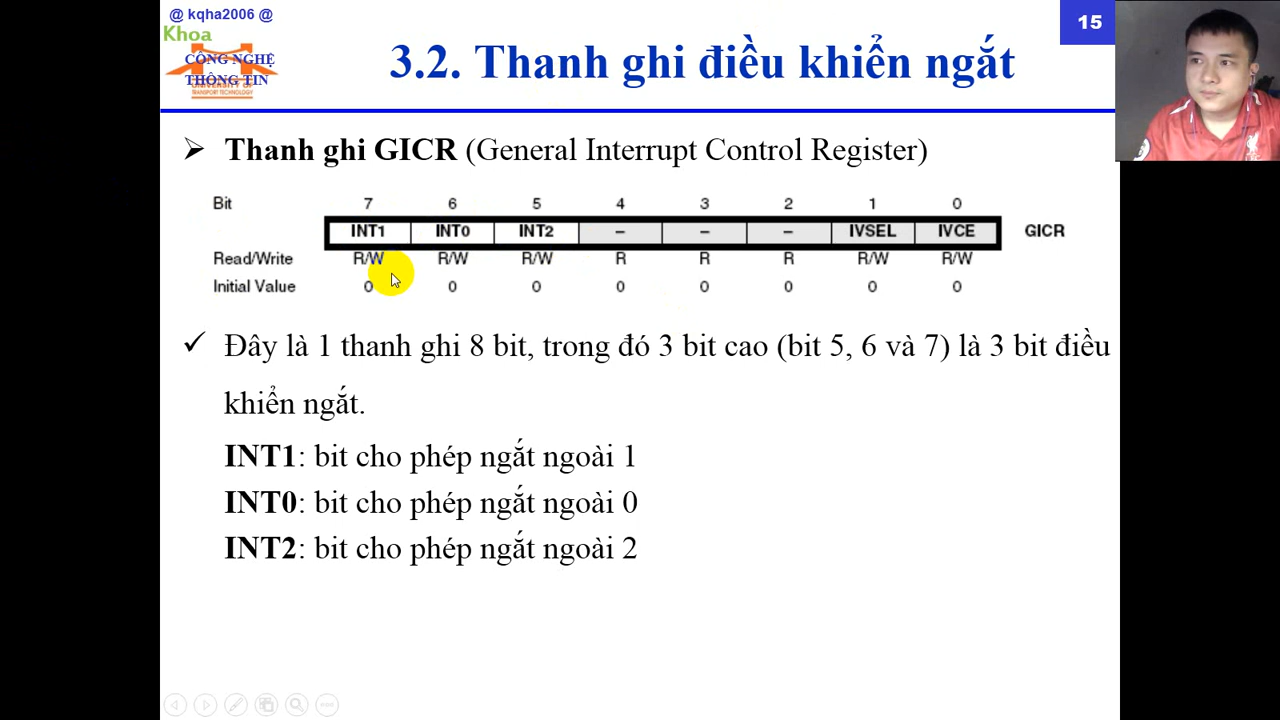 @ kqha2006 @
15
Khoa
CÔNG NGHỆ
THÔNG TIN
UNIVERSITY OF
TRANSPORT TECHNOLOGY
3.2. Thanh ghi điều khiển ngắt
➢ Thanh ghi GICR (General Interrupt Control Register)
Bit 7 6 5 4 3 2 1 0
INT1 INT0 INT2 – – – IVSEL IVCE GICR
Read/Write R/W R/W R/W R R R R/W R/W
Initial Value 0 0 0 0 0 0 0 0
✓ Đây là 1 thanh ghi 8 bit, trong đó 3 bit cao (bit 5, 6 và 7) là 3 bit điều
khiển ngắt.
INT1: bit cho phép ngắt ngoài 1
INT0: bit cho phép ngắt ngoài 0
INT2: bit cho phép ngắt ngoài 2